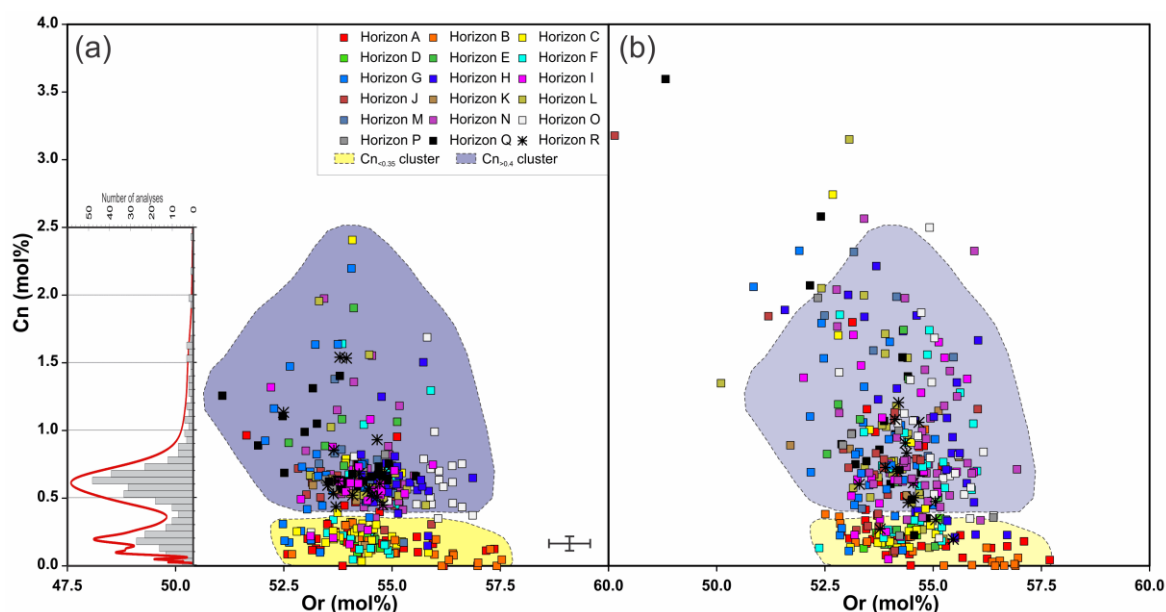 (a)
(b)
Horizon A Horizon B Horizon C
Horizon D Horizon E Horizon F
Horizon G Horizon H Horizon I
Horizon J Horizon K Horizon L
Horizon M Horizon N Horizon O
Horizon P Horizon Q Horizon R
Cn<0.35 cluster Cn>0.4 cluster
Number of analyses
50 40 30 20 10 0
Cn (mol%)
4.0
3.5
3.0
2.5
2.0
1.5
1.0
0.5
0.0
47.5 50.0 52.5 55.0 60.0 50.0 52.5 55.0 60.0
Or (mol%) Or (mol%)